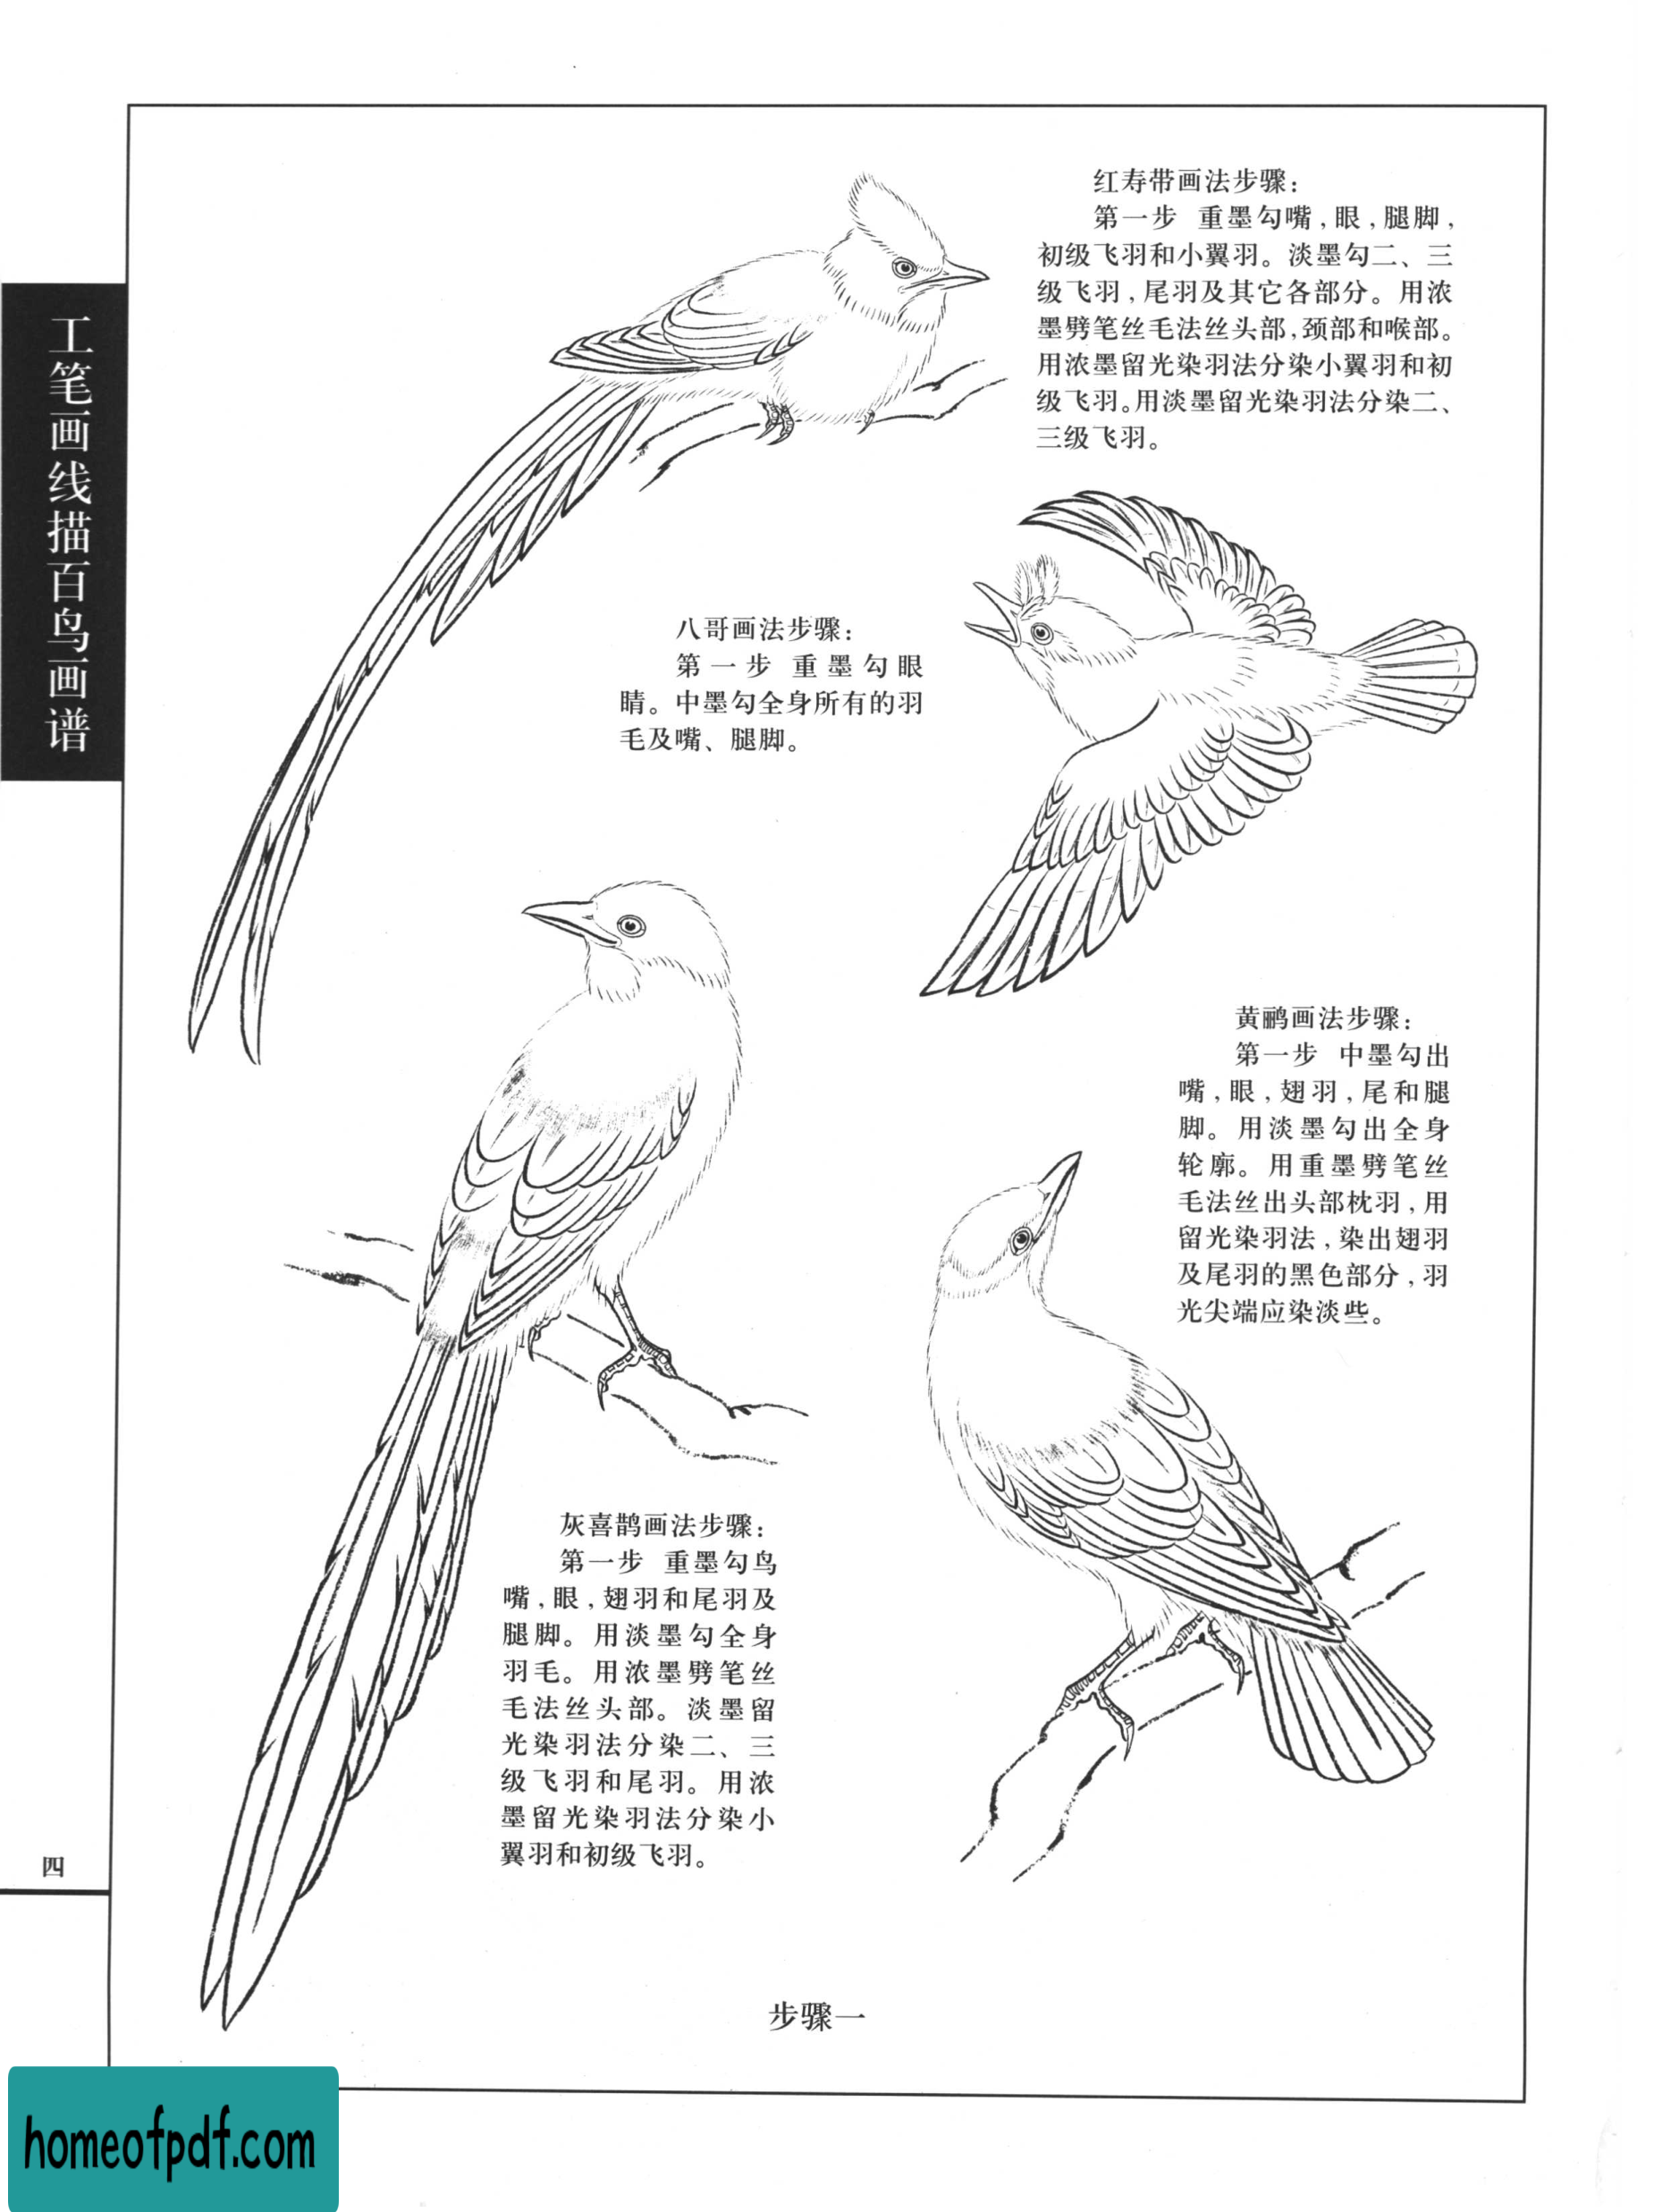 工笔画线描百鸟画谱
红寿带画法步骤：
第一步 重墨勾嘴，眼，腿脚，
初级飞羽和小翼羽。淡墨勾二、三
级飞羽，尾羽及其它各部分。用浓
墨劈笔丝毛法丝头部，颈部和喉部。
用浓墨留光染羽法分染小翼羽和初
级飞羽。用淡墨留光染羽法分染二、
三级飞羽。
八哥画法步骤：
第一步 重墨勾眼
睛。中墨勾全身所有的羽
毛及嘴、腿脚。
黄鹂画法步骤：
第一步 中墨勾出
嘴，眼，翅羽，尾和腿
脚。用淡墨勾出全身
轮廓。用重墨劈笔丝
毛法丝出头部枕羽，用
留光染羽法，染出翅羽
及尾羽的黑色部分，羽
光尖端应染淡些。
灰喜鹊画法步骤：
第一步 重墨勾鸟
嘴，眼，翅羽和尾羽及
腿脚。用淡墨勾全身
羽毛。用浓墨劈笔丝
毛法丝头部。淡墨留
光染羽法分染二、三
级飞羽和尾羽。用浓
墨留光染羽法分染小
翼羽和初级飞羽。
四
步骤一
homeofpdf.com